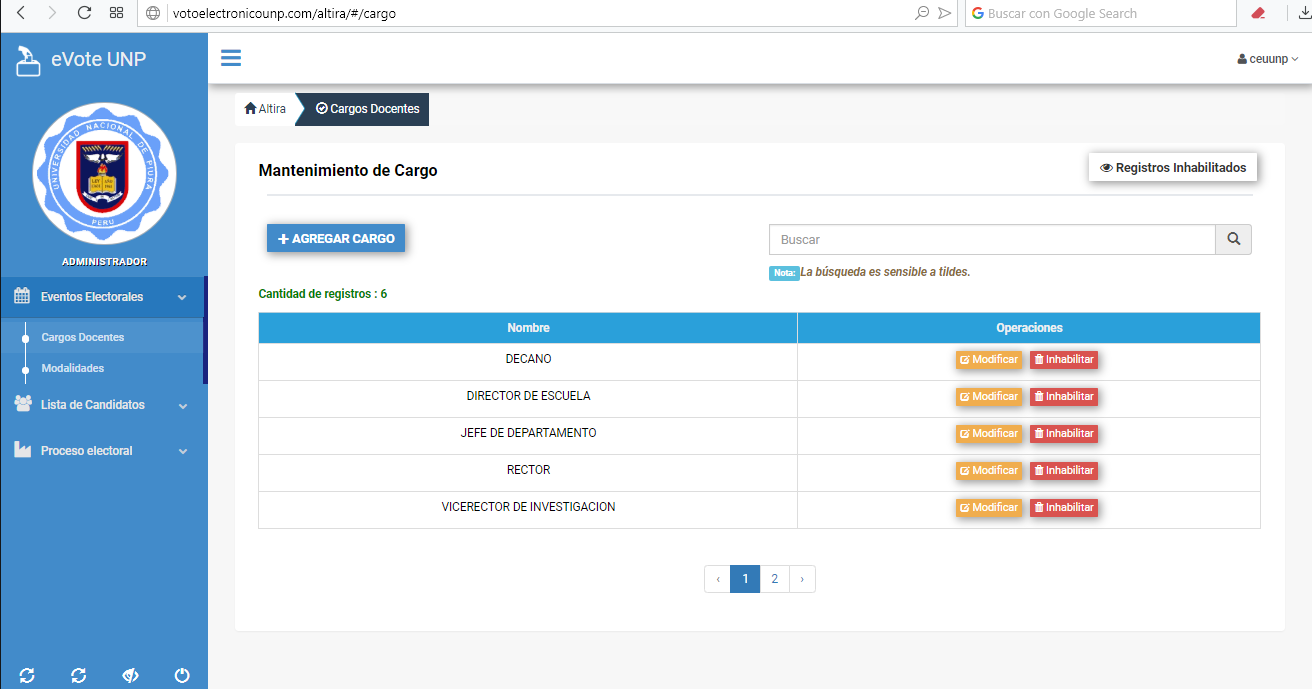 votoelectronicounp.com/altira/#/cargo
Buscar con Google Search
eVote UNP
ceuunp
UNIVERSIDAD NACIONAL DE PIURA
PERU
ADMINISTRADOR
Eventos Electorales
Cargos Docentes
Modalidades
Lista de Candidatos
Proceso electoral
Altira
Cargos Docentes
Mantenimiento de Cargo
Registros Inhabilitados
+ AGREGAR CARGO
Buscar
Nota: La búsqueda es sensible a tildes.
Cantidad de registros : 6
Nombre Operaciones
DECANO Modificar Inhabilitar
DIRECTOR DE ESCUELA Modificar Inhabilitar
JEFE DE DEPARTAMENTO Modificar Inhabilitar
RECTOR Modificar Inhabilitar
VICERECTOR DE INVESTIGACION Modificar Inhabilitar
‹ 1 2 ›